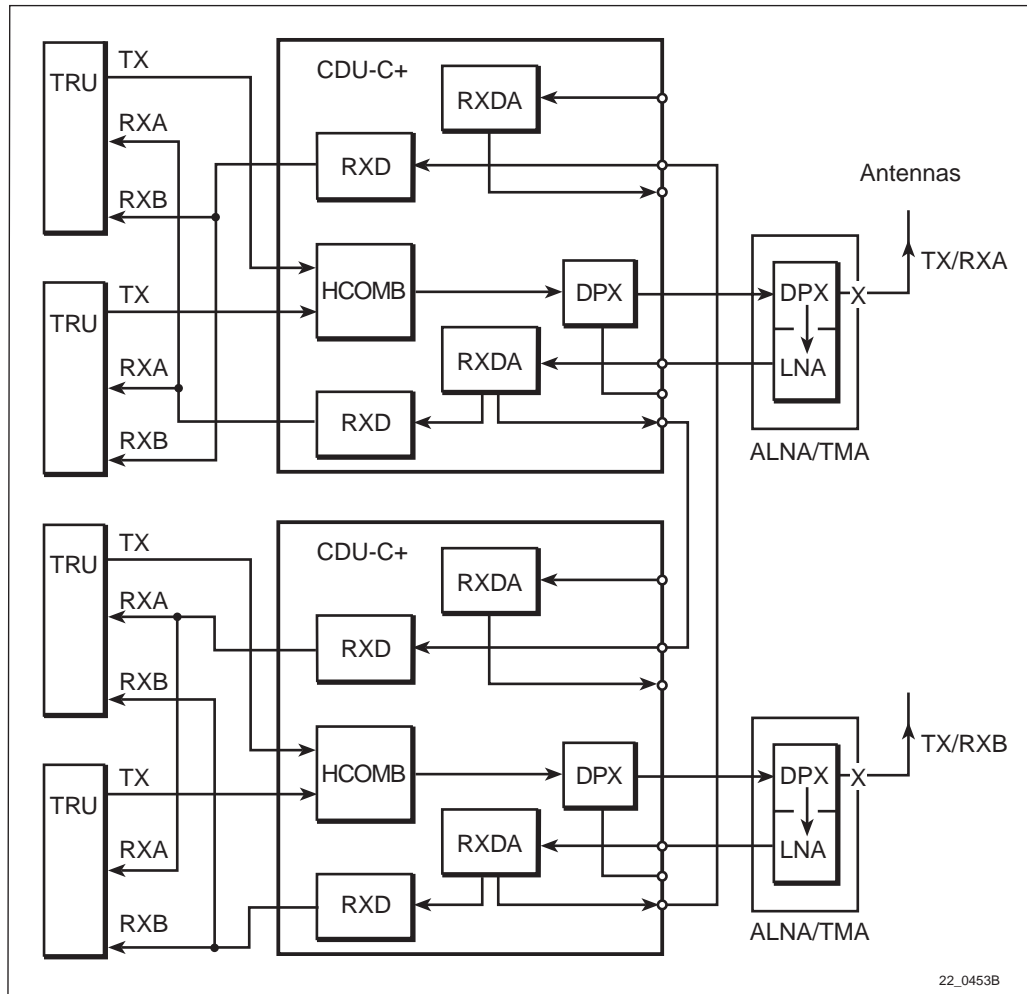 TRU
TX
RXA
RXB
TRU
TX
RXA
RXB
CDU-C+
RXDA
RXD
HCOMB
DPX
RXDA
RXD
Antennas
TX/RXA
DPX
X
LNA
ALNA/TMA
TRU
TX
RXA
RXB
TRU
TX
RXA
RXB
CDU-C+
RXDA
RXD
HCOMB
DPX
RXDA
RXD
TX/RXB
DPX
X
LNA
ALNA/TMA
22_0453B